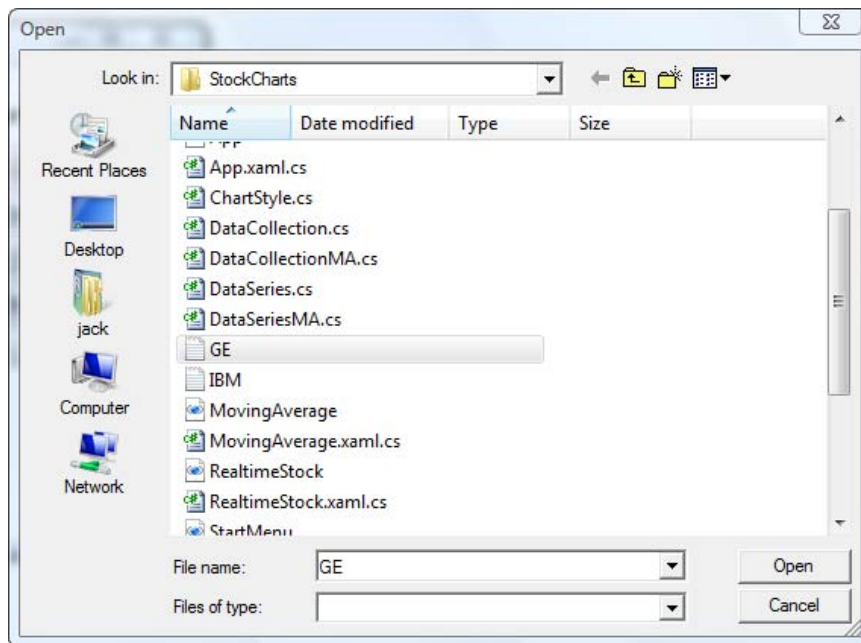 Open
Look in: StockCharts
Name Date modified Type Size
App
App.xaml.cs
ChartStyle.cs
DataCollection.cs
DataCollectionMA.cs
DataSeries.cs
DataSeriesMA.cs
GE
IBM
MovingAverage
MovingAverage.xaml.cs
RealtimeStock
RealtimeStock.xaml.cs
StartMenu
Recent Places
Desktop
jack
Computer
Network
File name: GE Open
Files of type: Cancel